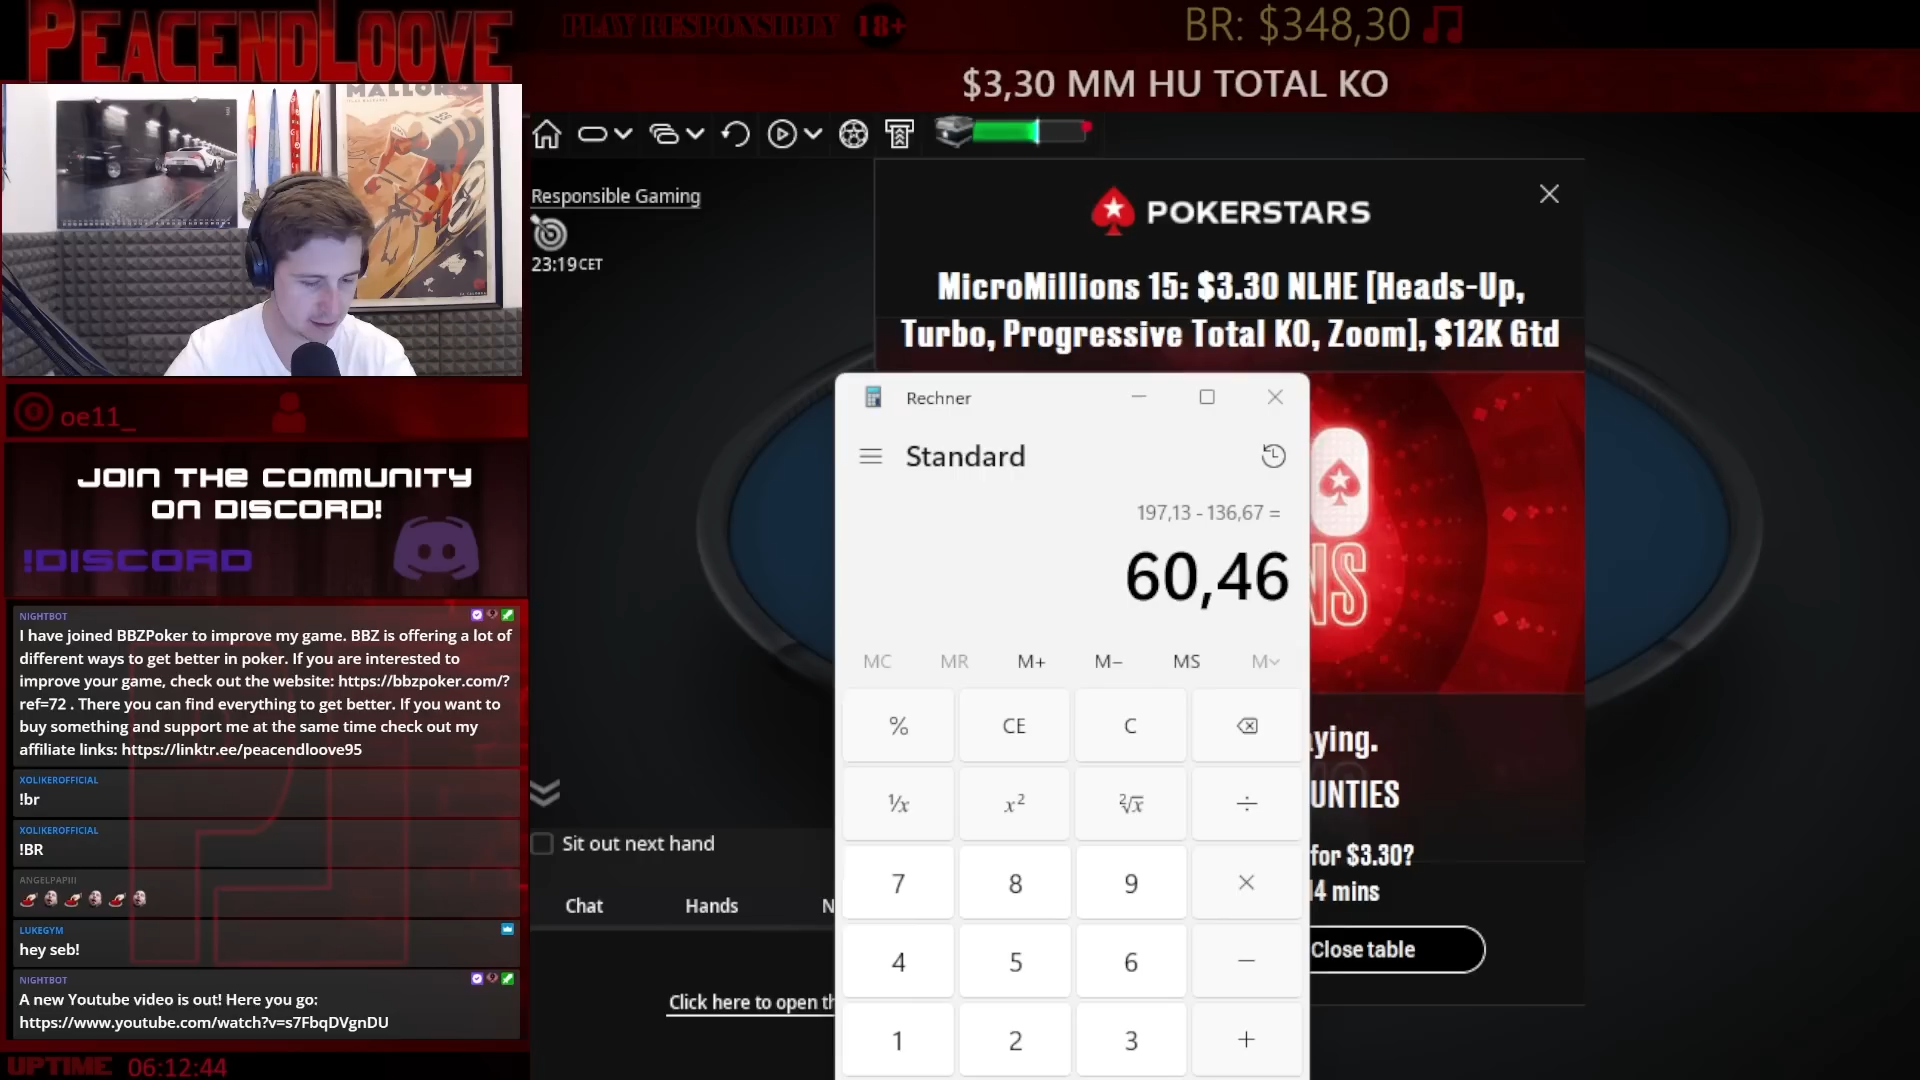 PEACENDLOOVE
PLAY RESPONSIBLY 18+
BR: $348,30
$3,30 MM HU TOTAL KO
MALLOR
Responsible Gaming
23:19 CET
POKERSTARS
MicroMillions 15: $3.30 NLHE [Heads-Up,
Turbo, Progressive Total KO, Zoom], $12K Gtd
oe11_
JOIN THE COMMUNITY
ON DISCORD!
!DISCORD
NIGHTBOT
I have joined BBZPoker to improve my game. BBZ is offering a lot of
different ways to get better in poker. If you are interested to
improve your game, check out the website: https://bbzpoker.com/?
ref=72 . There you can find everything to get better. If you want to
buy something and support me at the same time check out my
affiliate links: https://linktr.ee/peacendloove95
XOLIKEROFFICIAL
!br
XOLIKEROFFICIAL
!BR
ANGELPAPIII
LUKEGYM
hey seb!
NIGHTBOT
A new Youtube video is out! Here you go:
https://www.youtube.com/watch?v=s7FbqDVgnDU
UPTIME 06:12:44
Rechner
Standard
197,13 - 136,67 =
60,46
MC MR M+ M− MS M
% CE C
¹/x x² ²√x ÷
7 8 9 ×
4 5 6 −
1 2 3 +
NS
ying.
UNTIES
for $3.30?
14 mins
Close table
Sit out next hand
Chat Hands N
Click here to open th